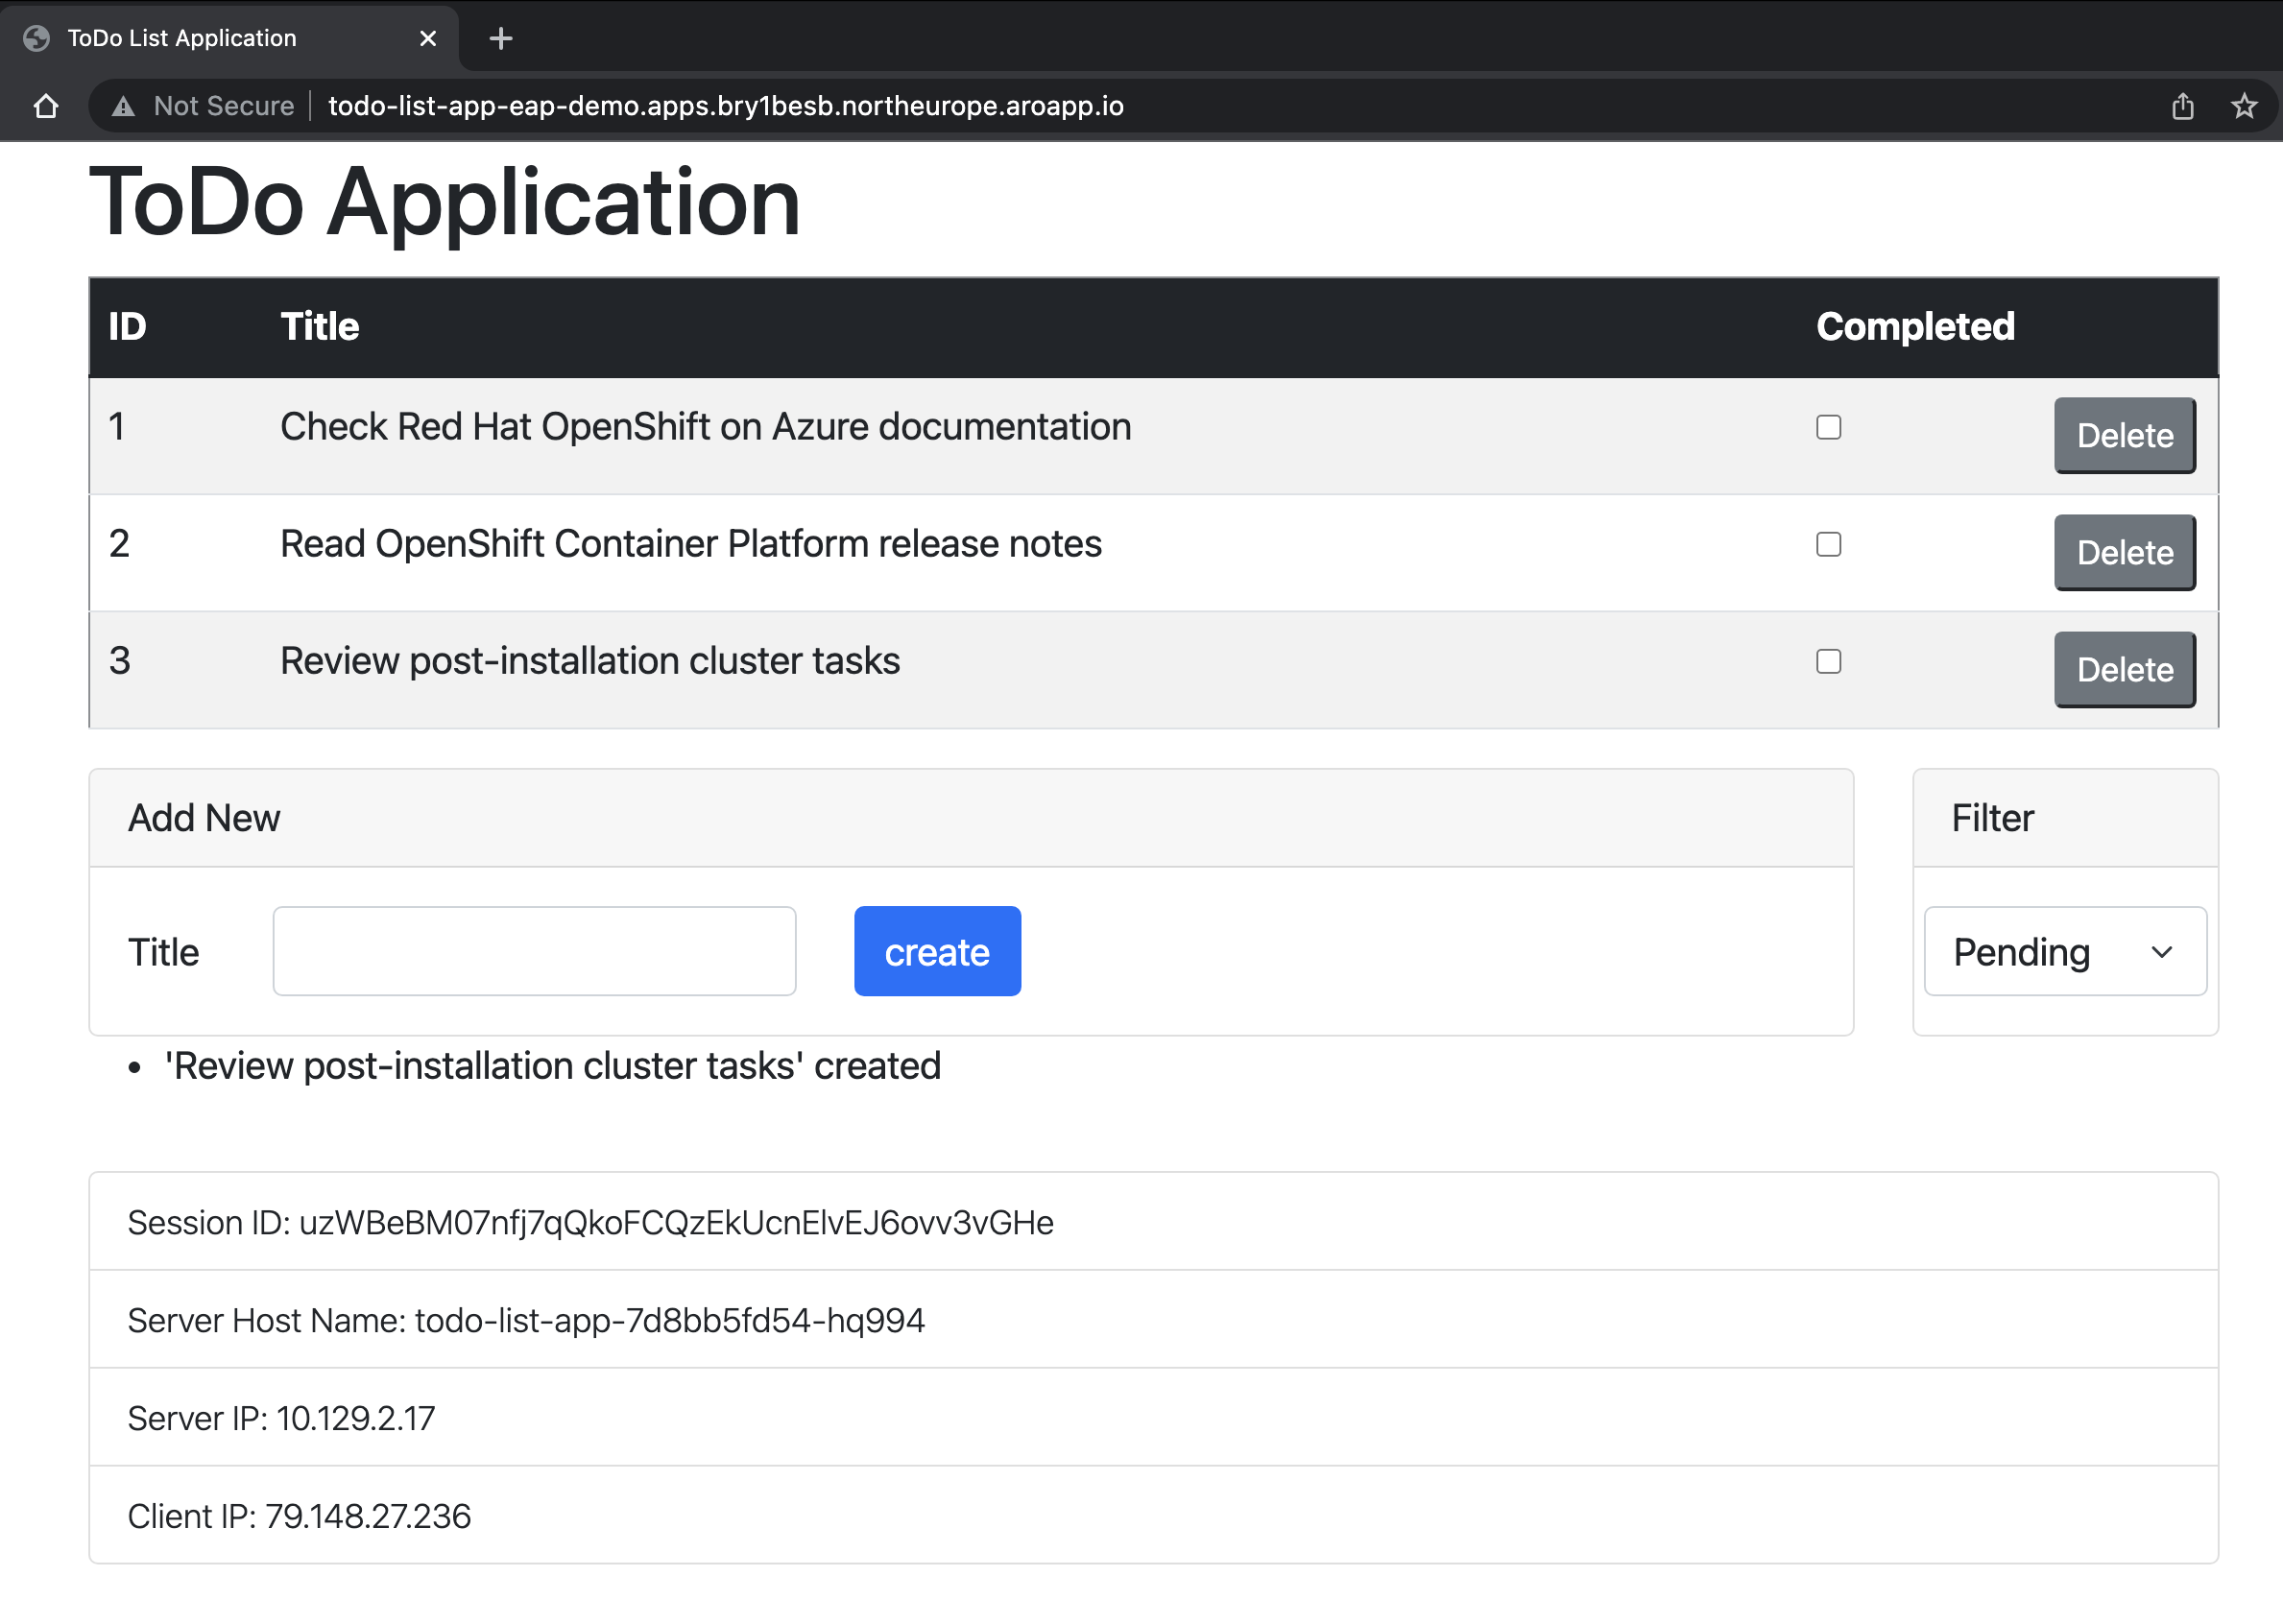 ToDo List Application
Not Secure todo-list-app-eap-demo.apps.bry1besb.northeurope.aroapp.io
ToDo Application
ID Title Completed
1 Check Red Hat OpenShift on Azure documentation Delete
2 Read OpenShift Container Platform release notes Delete
3 Review post-installation cluster tasks Delete
Add New
Filter
Title create
Pending
• 'Review post-installation cluster tasks' created
Session ID: uzWBeBM07nfj7qQkoFCQzEkUcnElvEJ6ovv3vGHe
Server Host Name: todo-list-app-7d8bb5fd54-hq994
Server IP: 10.129.2.17
Client IP: 79.148.27.236